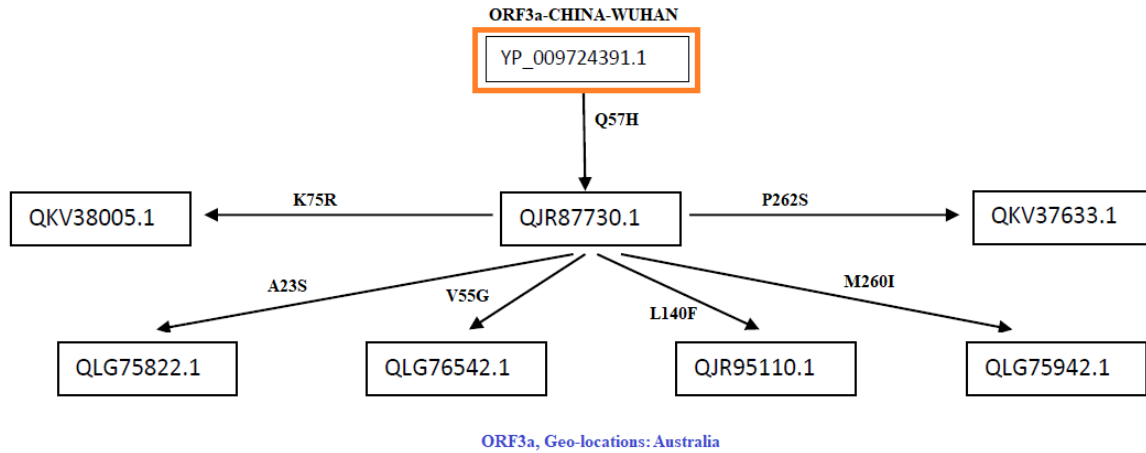 ORF3a-CHINA-WUHAN
YP_009724391.1
Q57H
K75R
P262S
QKV38005.1
QJR87730.1
QKV37633.1
A23S
V55G
L140F
M260I
QLG75822.1
QLG76542.1
QJR95110.1
QLG75942.1
ORF3a, Geo-locations: Australia